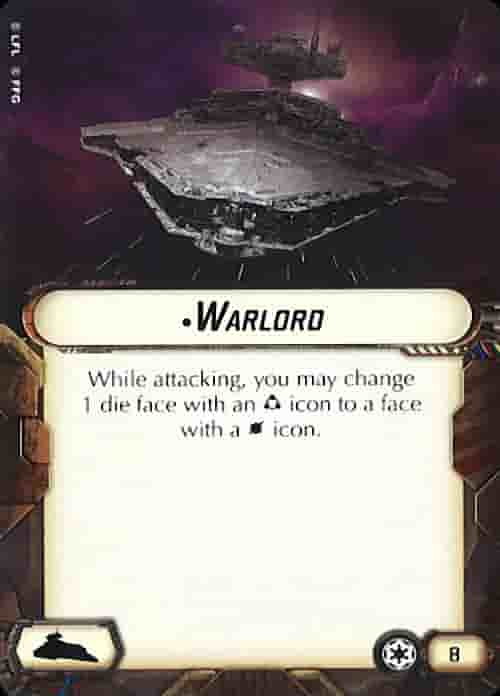 © LFL © FFG
•WARLORD
While attacking, you may change
1 die face with an icon to a face
with a icon.
8